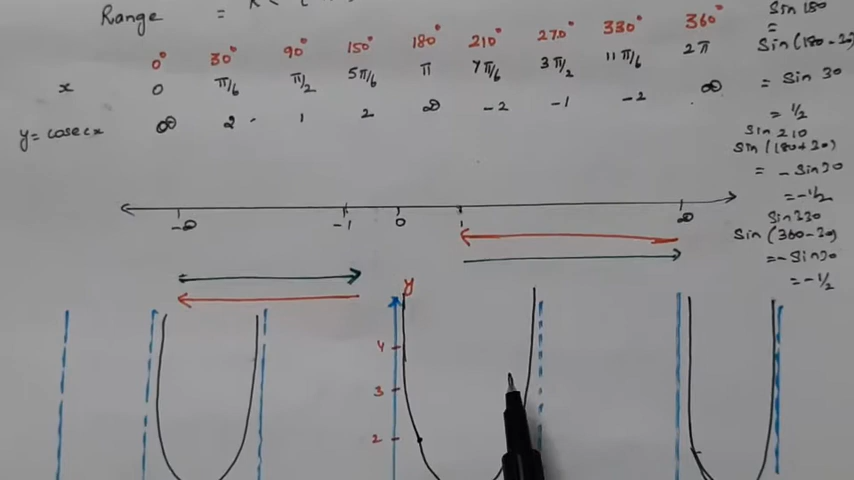 Range = R
0° 30° 90° 150° 180° 210° 270° 330° 360°
x 0 π/6 π/2 5π/6 π 7π/6 3π/2 11π/6 2π
y = cosecx ∞ 2 1 2 ∞ -2 -1 -2 ∞
sin 150
=
Sin (180-30)
= Sin 30
= 1/2
Sin 210
Sin (180+30)
= - Sin 30
= -1/2
Sin 330
Sin (360-30)
= - Sin 30
= -1/2
-∞ -1 0 1 ∞
y
4
3
2